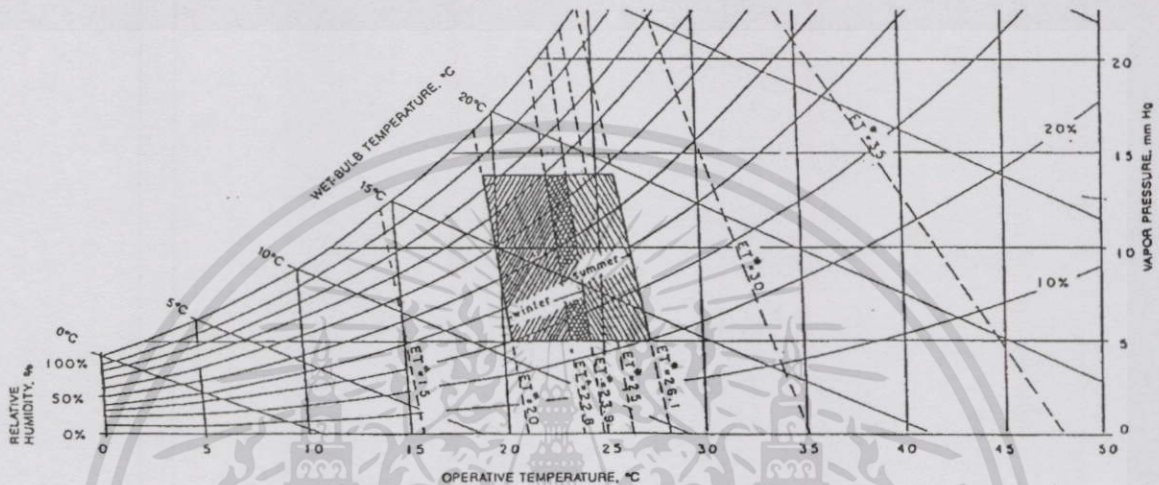 WET-BULB TEMPERATURE, °C
0°C
5°C
10°C
15°C
20°C
RELATIVE HUMIDITY, %
100%
50%
0%
winter
summer
ET*=15
ET*=20
ET*=22.8
ET*=23.9
ET*=25
ET*=26.1
ET*=30
ET*=35
20%
10%
20
15
10
5
0
VAPOR PRESSURE, mm Hg
0
5
10
15
20
25
30
35
40
45
50
OPERATIVE TEMPERATURE, °C